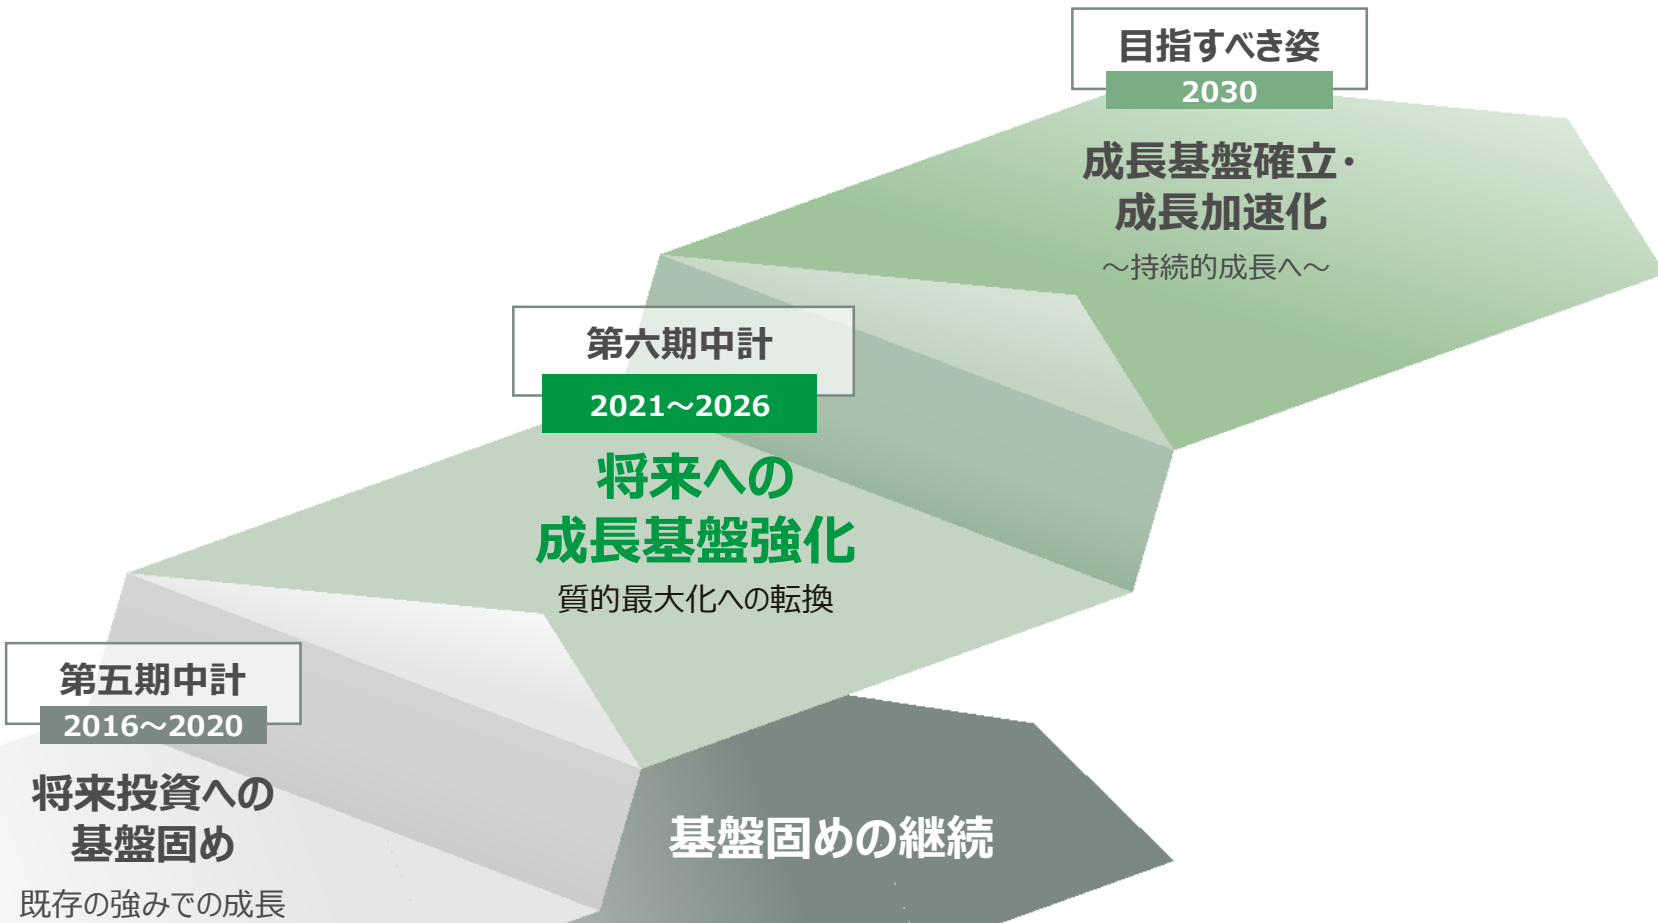 目指すべき姿
2030
成長基盤確立・
成長加速化
～持続的成長へ～
第六期中計
2021～2026
将来への
成長基盤強化
質的最大化への転換
第五期中計
2016～2020
将来投資への
基盤固め
既存の強みでの成長
基盤固めの継続